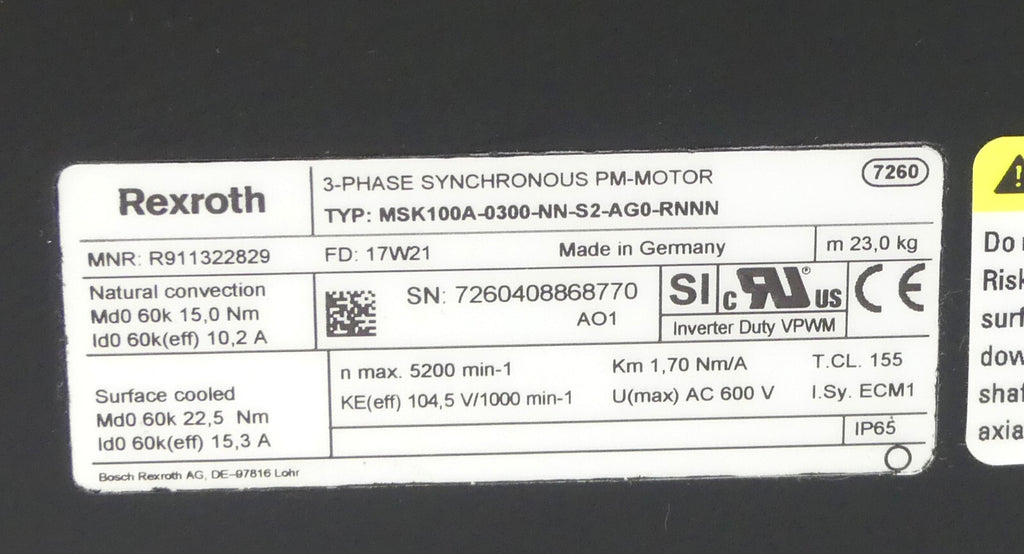 Rexroth
3-PHASE SYNCHRONOUS PM-MOTOR
7260
TYP: MSK100A-0300-NN-S2-AG0-RNNN
MNR: R911322829
FD: 17W21
Made in Germany
m 23,0 kg
Natural convection
Md0 60k 15,0 Nm
Id0 60k(eff) 10,2 A
SN: 7260408868770
AO1
SI
c RU® US
Inverter Duty VPWM
CE
Surface cooled
Md0 60k 22,5 Nm
Id0 60k(eff) 15,3 A
n max. 5200 min-1
Km 1,70 Nm/A
T.CL. 155
KE(eff) 104,5 V/1000 min-1
U(max) AC 600 V
I.Sy. ECM1
IP65
Bosch Rexroth AG, DE-97816 Lohr
Do
Risk